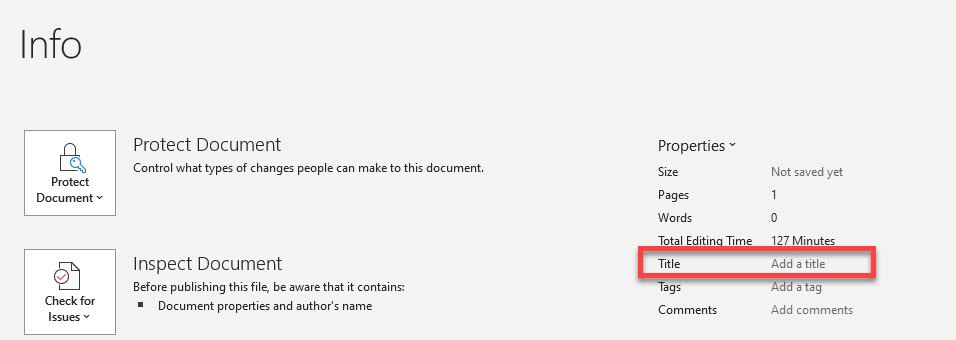 Info
Protect Document
Protect Document
Control what types of changes people can make to this document.
Check for Issues
Inspect Document
Before publishing this file, be aware that it contains:
Document properties and author's name
Properties
Size Not saved yet
Pages 1
Words 0
Total Editing Time 127 Minutes
Title Add a title
Tags Add a tag
Comments Add comments